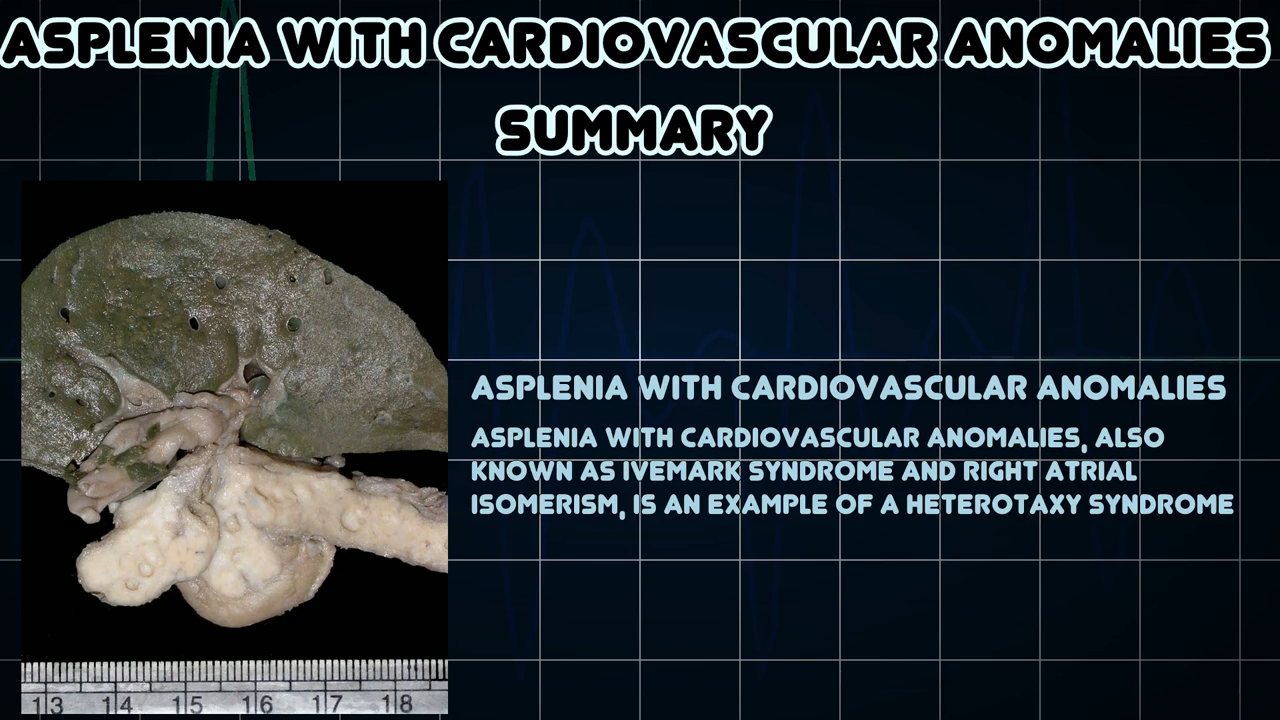 ASPLENIA WITH CARDIOVASCULAR ANOMALIES
SUMMARY
ASPLENIA WITH CARDIOVASCULAR ANOMALIES
ASPLENIA WITH CARDIOVASCULAR ANOMALIES, ALSO
KNOWN AS IVEMARK SYNDROME AND RIGHT ATRIAL
ISOMERISM, IS AN EXAMPLE OF A HETEROTAXY SYNDROME
13 14 15 16 17 18